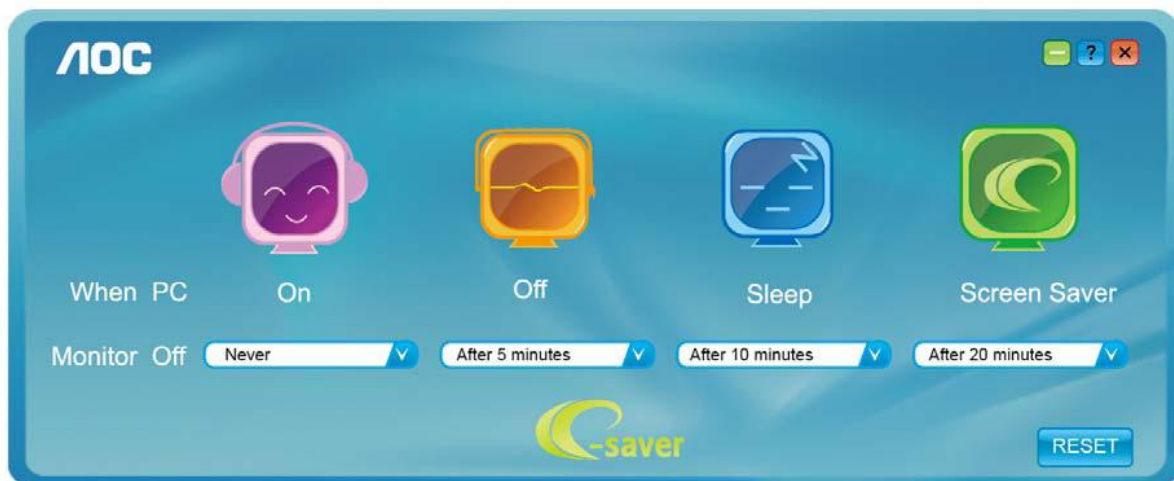 AOC
?
When PC On Off Sleep Screen Saver
Monitor Off Never After 5 minutes After 10 minutes After 20 minutes
e-saver
RESET